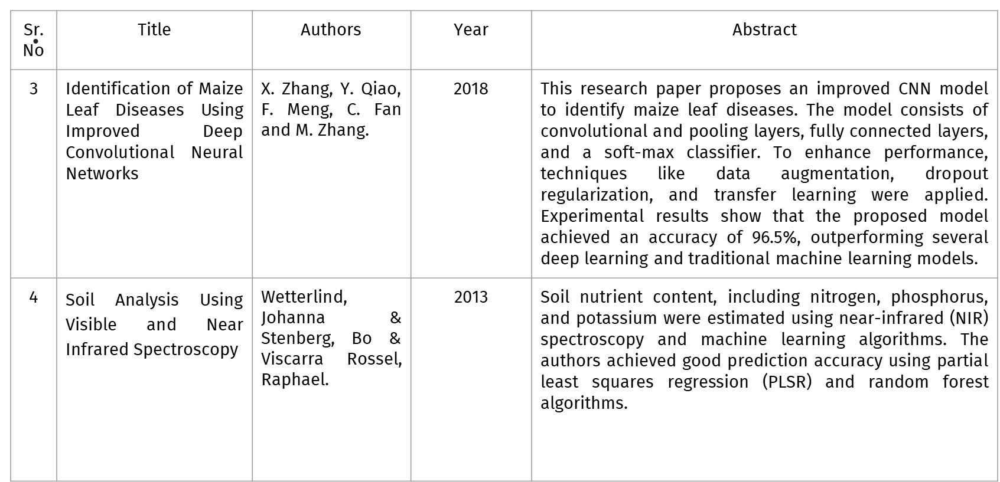 Sr.
No
Title
Authors
Year
Abstract
3
Identification of Maize
Leaf Diseases Using
Improved Deep
Convolutional Neural
Networks
X. Zhang, Y. Qiao,
F. Meng, C. Fan
and M. Zhang.
2018
This research paper proposes an improved CNN model
to identify maize leaf diseases. The model consists of
convolutional and pooling layers, fully connected layers,
and a soft-max classifier. To enhance performance,
techniques like data augmentation, dropout
regularization, and transfer learning were applied.
Experimental results show that the proposed model
achieved an accuracy of 96.5%, outperforming several
deep learning and traditional machine learning models.
4
Soil Analysis Using
Visible and Near
Infrared Spectroscopy
Wetterlind,
Johanna &
Stenberg, Bo &
Viscarra Rossel,
Raphael.
2013
Soil nutrient content, including nitrogen, phosphorus,
and potassium were estimated using near-infrared (NIR)
spectroscopy and machine learning algorithms. The
authors achieved good prediction accuracy using partial
least squares regression (PLSR) and random forest
algorithms.